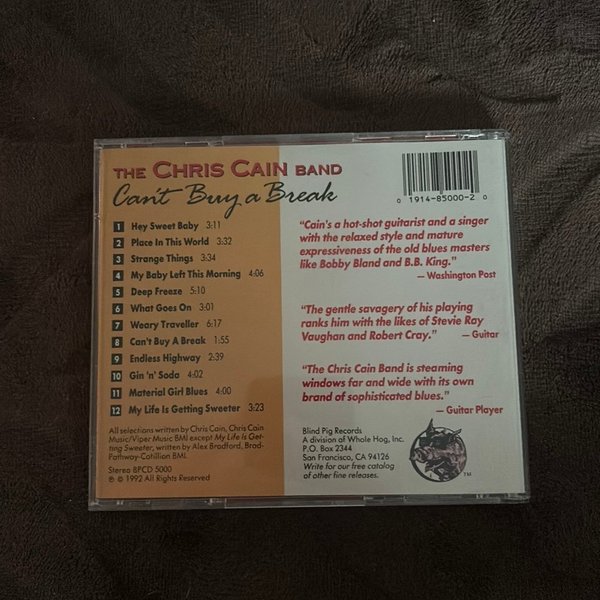 THE CHRIS CAIN BAND
Can't Buy a Break
1 Hey Sweet Baby 3:11
2 Place In This World 3:32
3 Strange Things 3:34
4 My Baby Left This Morning 4:06
5 Deep Freeze 5:10
6 What Goes On 3:01
7 Weary Traveller 6:17
8 Can't Buy A Break 1:55
9 Endless Highway 2:39
10 Gin 'n' Soda 4:02
11 Material Girl Blues 4:00
12 My Life Is Getting Sweeter 3:23
All selections written by Chris Cain, Chris Cain
Music/Viper Music BMI except My Life Is Get-
ting Sweeter, written by Alex Bradford, Brad-
Pathway-Cohillion BMI.
Stereo BPCD 5000
℗ © 1992 All Rights Reserved
0 1914-85000-2 0
"Cain's a hot-shot guitarist and a singer
with the relaxed style and mature
expressiveness of the old blues masters
like Bobby Bland and B.B. King."
— Washington Post
"The gentle savagery of his playing
ranks him with the likes of Stevie Ray
Vaughan and Robert Cray." — Guitar
"The Chris Cain Band is steaming
windows far and wide with its own
brand of sophisticated blues."
— Guitar Player
Blind Pig Records
A division of Whole Hog, Inc.
P.O. Box 2344
San Francisco, CA 94126
Write for our free catalog
of other fine releases.
TM